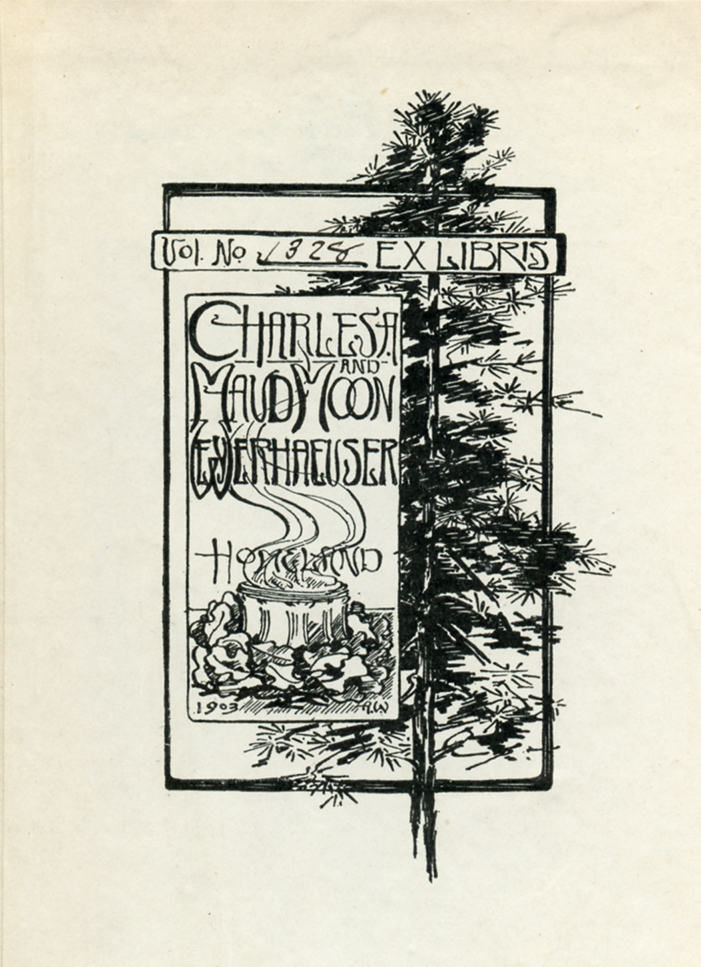 Vol. No 1328 EX LIBRIS
CHARLES A.
AND
MAUD MOON
WEYERHAEUSER
HOMELAND
1903 R.W.